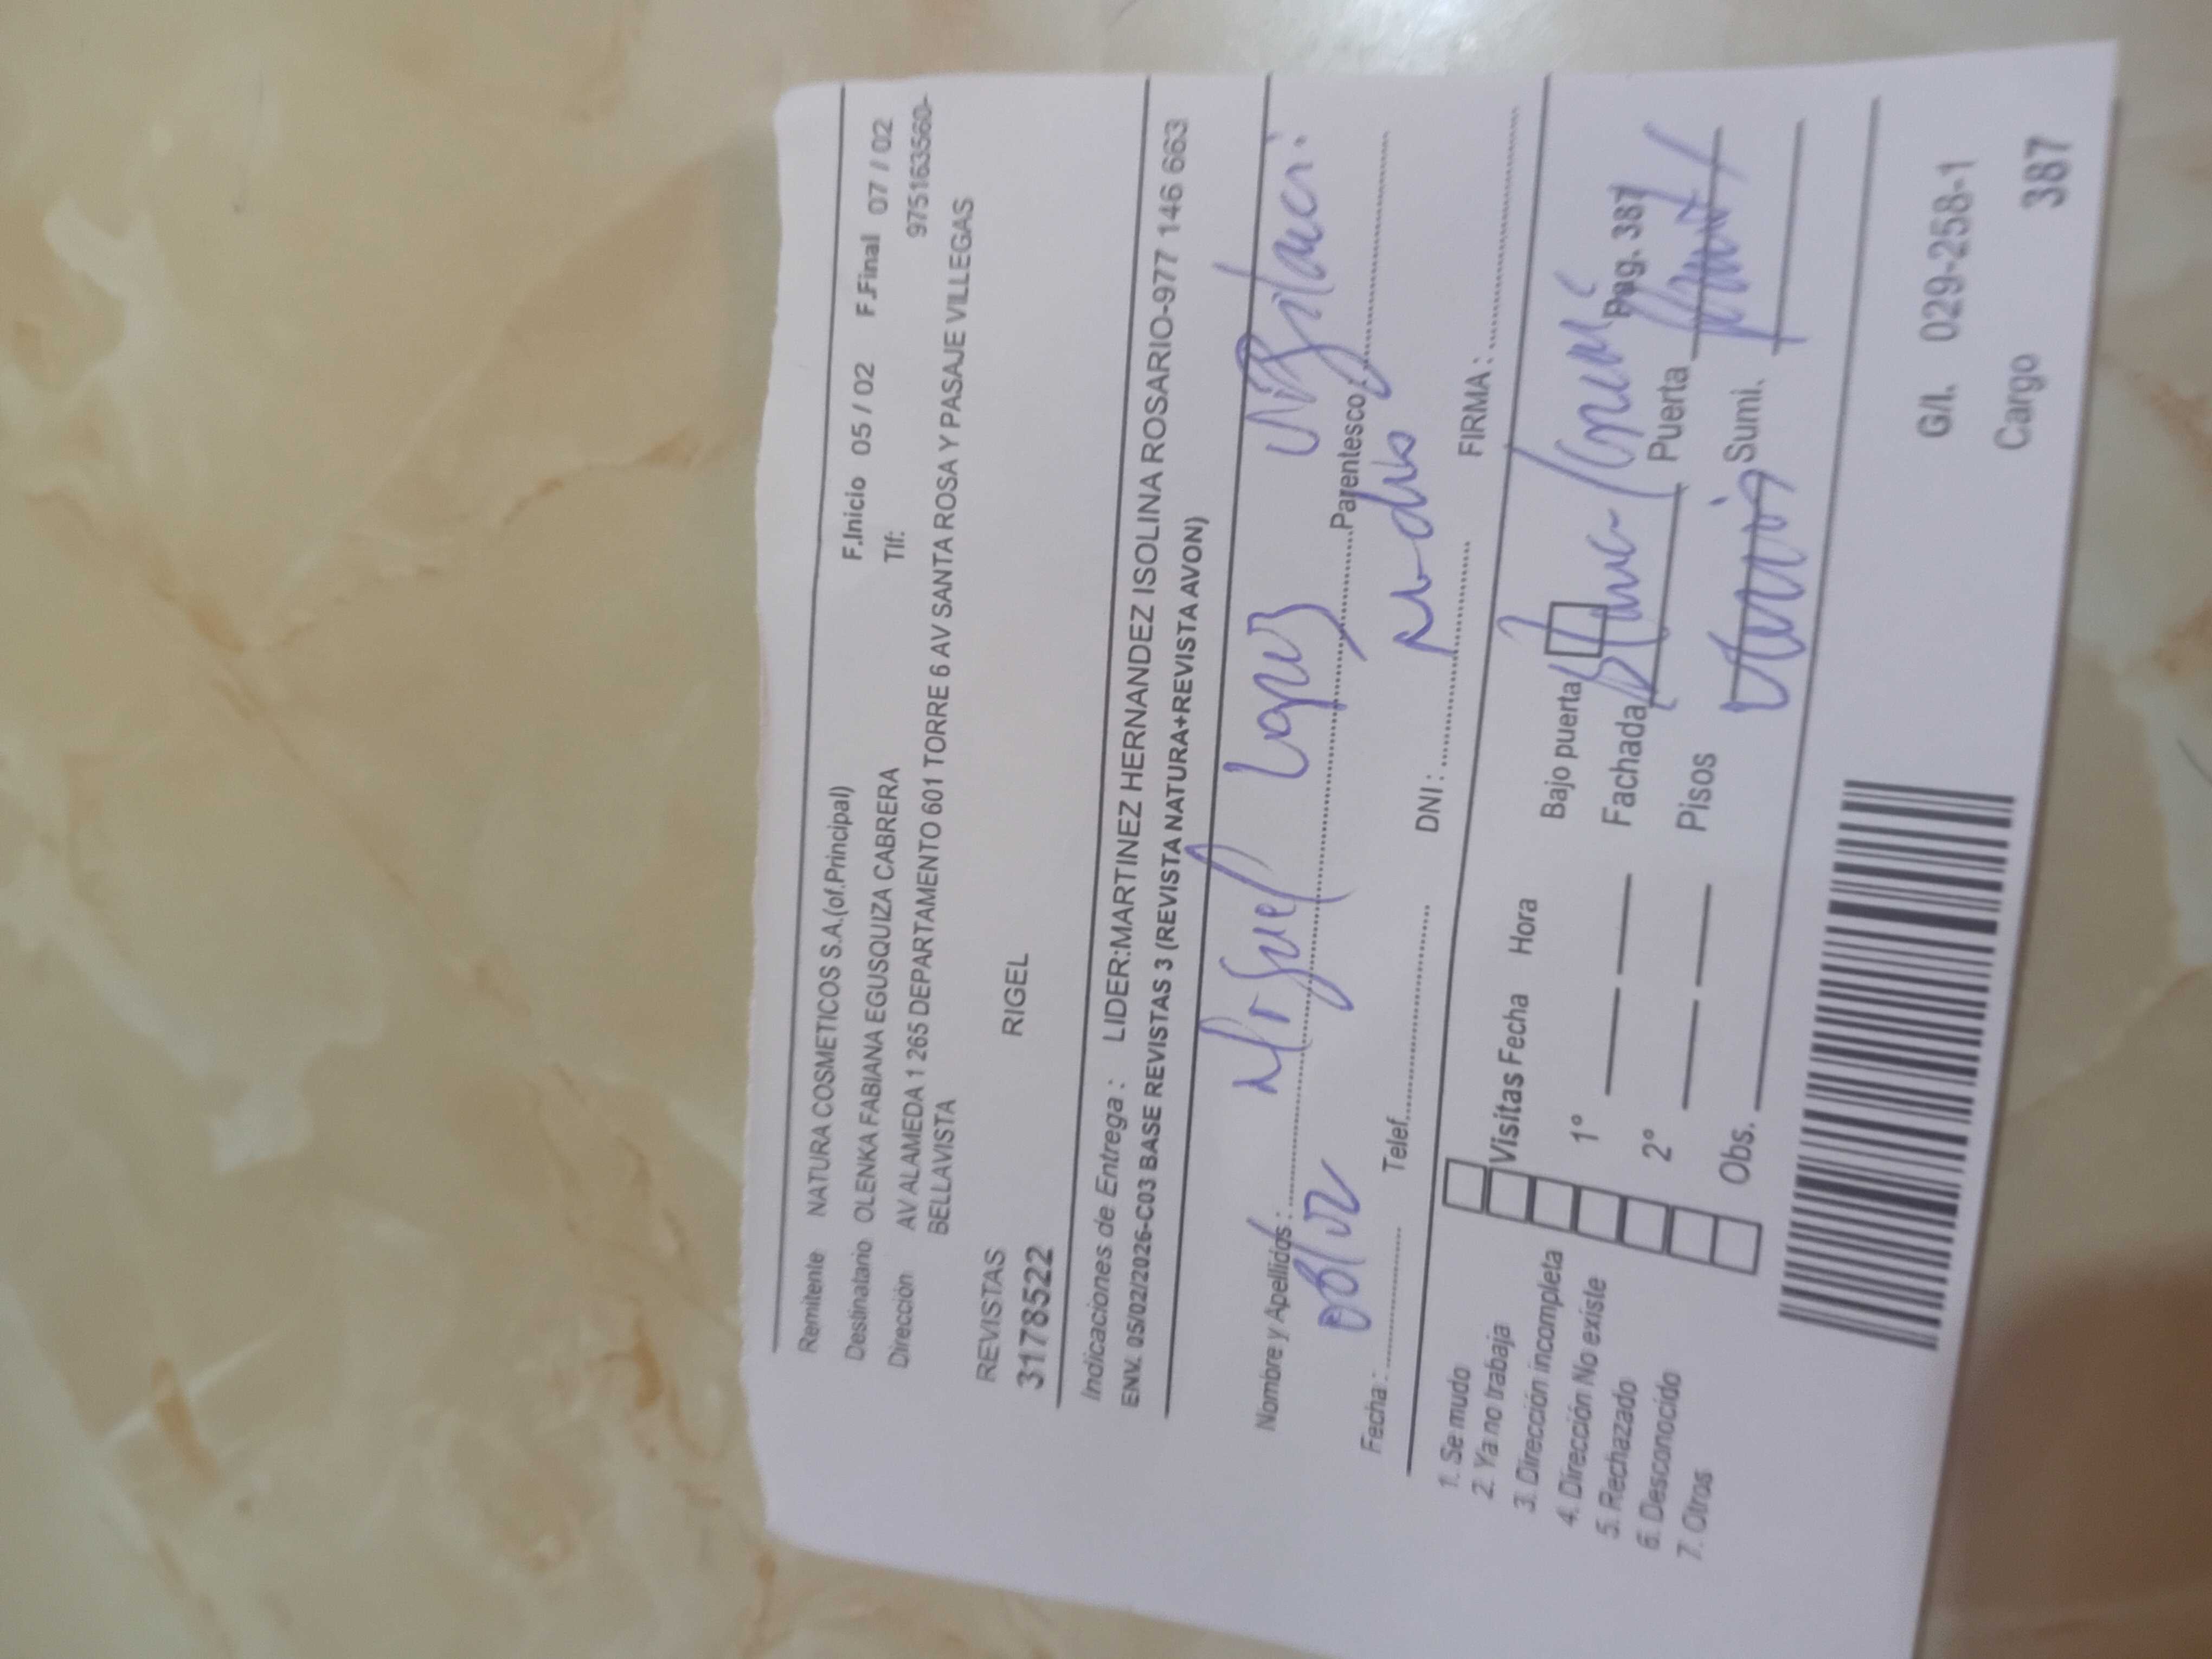 Remitente NATURA COSMETICOS S.A.(of.Principal)
F.Inicio 05 / 02 F.Final 07 / 02
Destinatario OLENKA FABIANA EGUSQUIZA CABRERA Tlf: 975163560-
Dirección AV ALAMEDA 1 265 DEPARTAMENTO 601 TORRE 6 AV SANTA ROSA Y PASAJE VILLEGAS
BELLAVISTA
REVISTAS RIGEL
3178522
Indicaciones de Entrega : LIDER:MARTINEZ HERNANDEZ ISOLINA ROSARIO-977 146 663
ENV. 05/02/2026-C03 BASE REVISTAS 3 (REVISTA NATURA+REVISTA AVON)
Nombre y Apellidos : Miguel Lopez Parentesco
Fecha : Telef. DNI : FIRMA :
1. Se mudo
2. Ya no trabaja
3. Dirección incompleta
4. Dirección No existe
5. Rechazado
6. Desconocido
7. Otros
Visitas Fecha Hora
1°
2°
Obs.
Bajo puerta
Fachada
Pisos
Pag. 387
Puerta
Sumi.
G/I. 029-258-1
Cargo 387